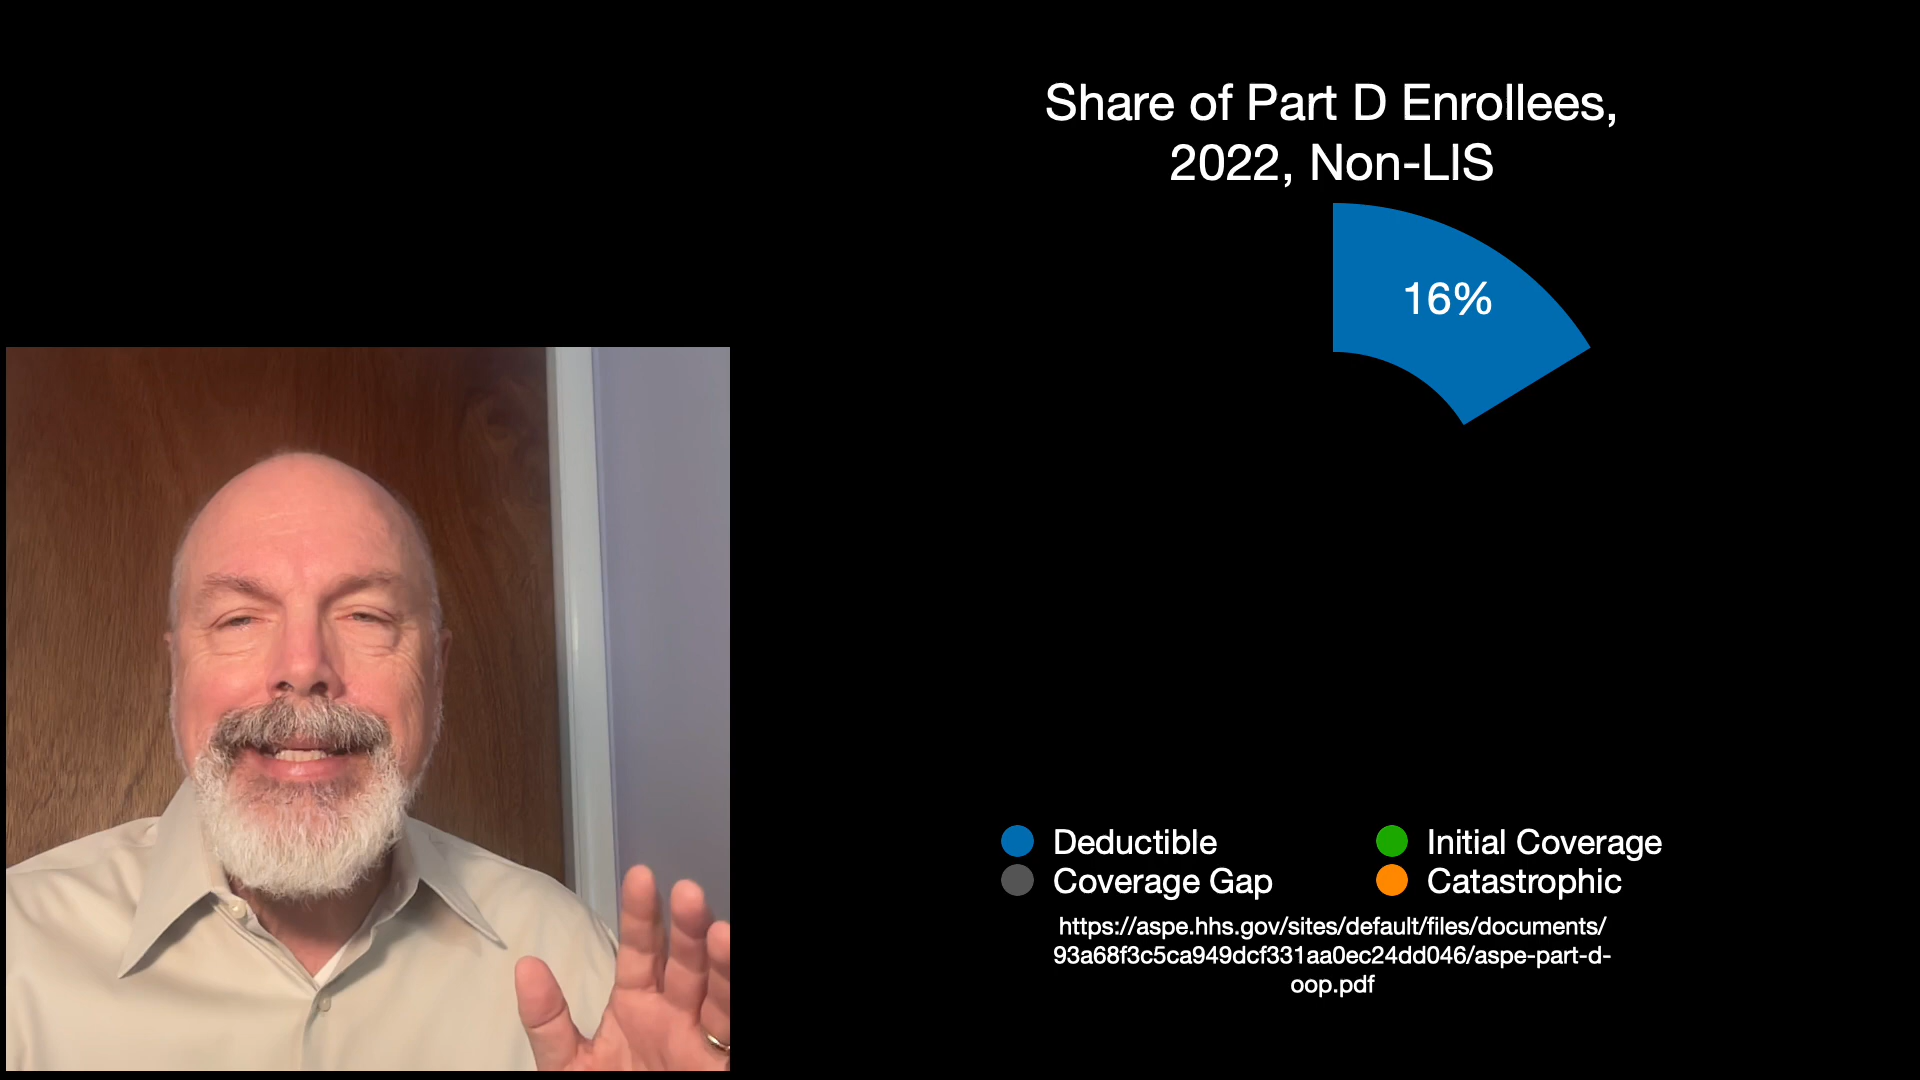 Share of Part D Enrollees,
2022, Non-LIS
16%
Deductible
Initial Coverage
Coverage Gap
Catastrophic
https://aspe.hhs.gov/sites/default/files/documents/
93a68f3c5ca949dcf331aa0ec24dd046/aspe-part-d-
oop.pdf